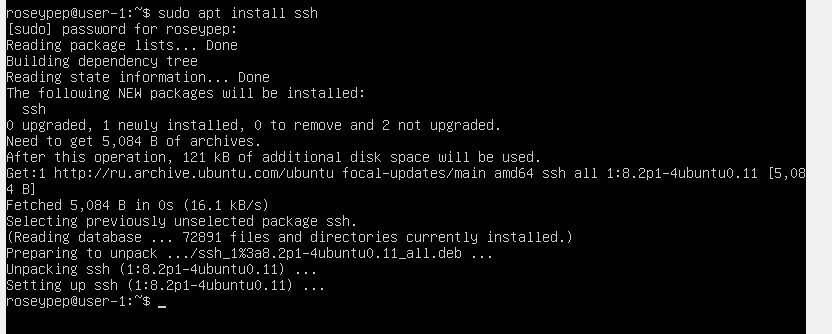 roseypep@user-1:~$ sudo apt install ssh
[sudo] password for roseypep:
Reading package lists... Done
Building dependency tree
Reading state information... Done
The following NEW packages will be installed:
  ssh
0 upgraded, 1 newly installed, 0 to remove and 2 not upgraded.
Need to get 5,084 B of archives.
After this operation, 121 kB of additional disk space will be used.
Get:1 http://ru.archive.ubuntu.com/ubuntu focal-updates/main amd64 ssh all 1:8.2p1-4ubuntu0.11 [5,08
4 B]
Fetched 5,084 B in 0s (16.1 kB/s)
Selecting previously unselected package ssh.
(Reading database ... 72891 files and directories currently installed.)
Preparing to unpack .../ssh_1%3a8.2p1-4ubuntu0.11_all.deb ...
Unpacking ssh (1:8.2p1-4ubuntu0.11) ...
Setting up ssh (1:8.2p1-4ubuntu0.11) ...
roseypep@user-1:~$ _